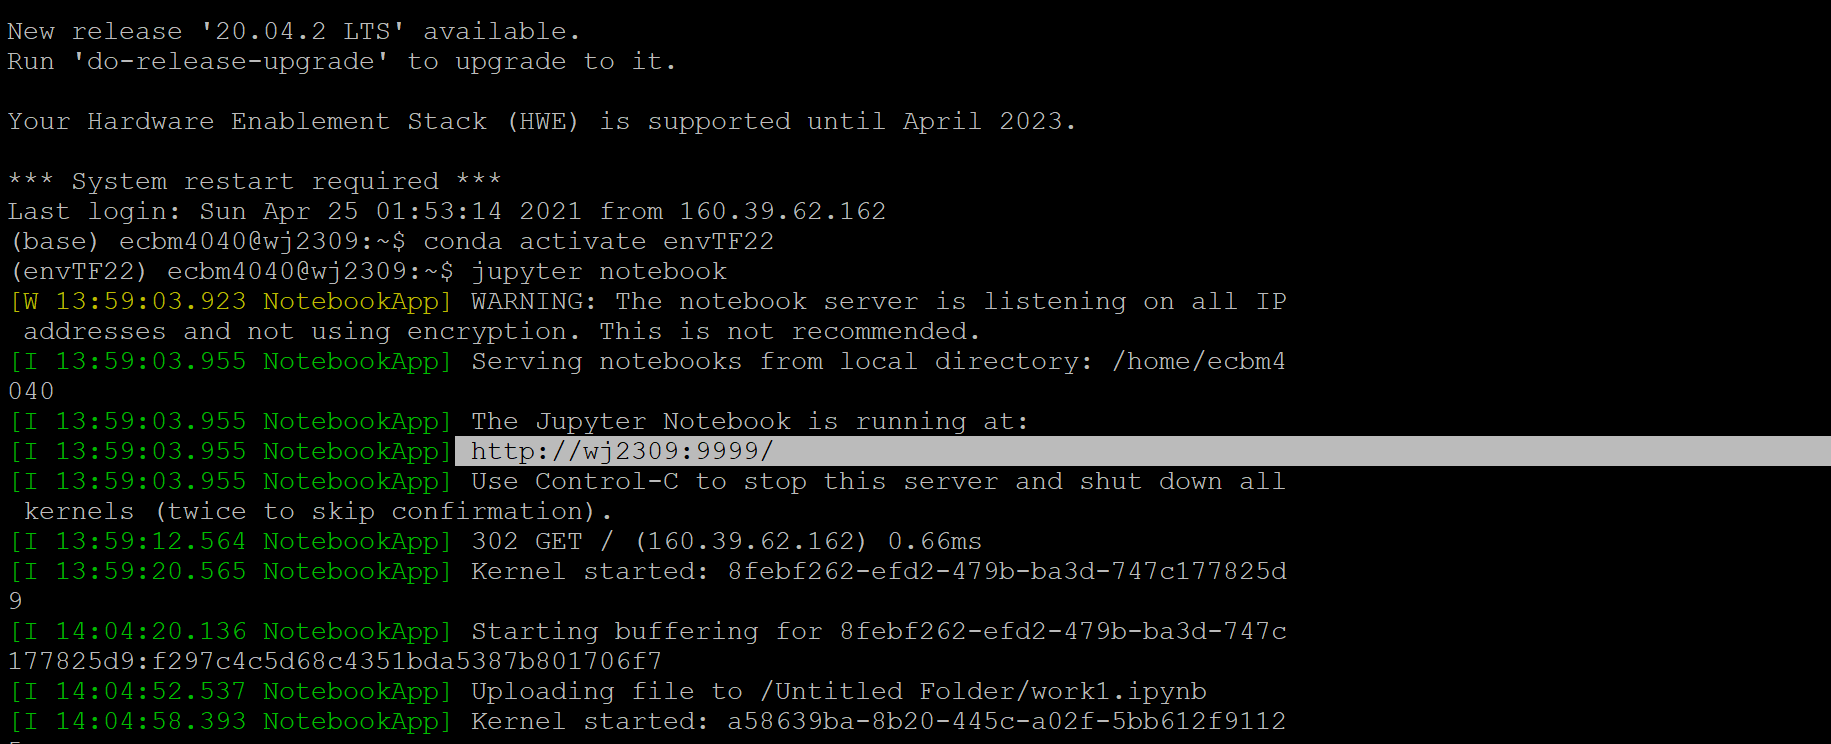 New release '20.04.2 LTS' available.
Run 'do-release-upgrade' to upgrade to it.
Your Hardware Enablement Stack (HWE) is supported until April 2023.
*** System restart required ***
Last login: Sun Apr 25 01:53:14 2021 from 160.39.62.162
(base) ecbm4040@wj2309:~$ conda activate envTF22
(envTF22) ecbm4040@wj2309:~$ jupyter notebook
[W 13:59:03.923 NotebookApp] WARNING: The notebook server is listening on all IP
 addresses and not using encryption. This is not recommended.
[I 13:59:03.955 NotebookApp] Serving notebooks from local directory: /home/ecbm4
040
[I 13:59:03.955 NotebookApp] The Jupyter Notebook is running at:
[I 13:59:03.955 NotebookApp] http://wj2309:9999/
[I 13:59:03.955 NotebookApp] Use Control-C to stop this server and shut down all
 kernels (twice to skip confirmation).
[I 13:59:12.564 NotebookApp] 302 GET / (160.39.62.162) 0.66ms
[I 13:59:20.565 NotebookApp] Kernel started: 8febf262-efd2-479b-ba3d-747c177825d
9
[I 14:04:20.136 NotebookApp] Starting buffering for 8febf262-efd2-479b-ba3d-747c
177825d9:f297c4c5d68c4351bda5387b801706f7
[I 14:04:52.537 NotebookApp] Uploading file to /Untitled Folder/work1.ipynb
[I 14:04:58.393 NotebookApp] Kernel started: a58639ba-8b20-445c-a02f-5bb612f9112